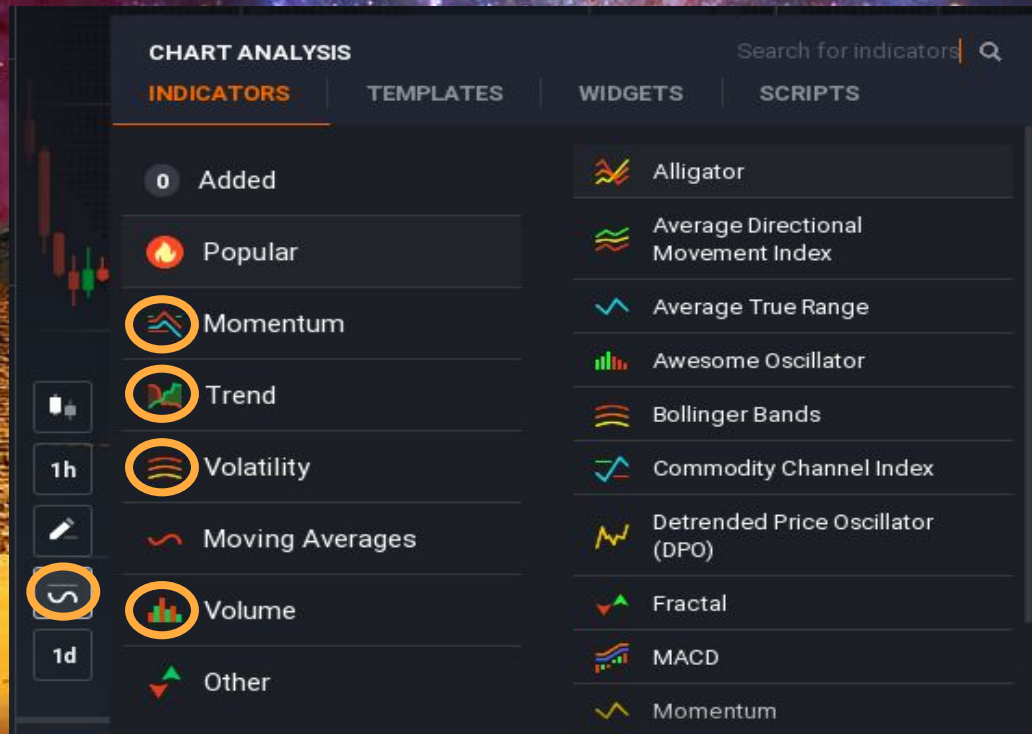 CHART ANALYSIS
Search for indicators
INDICATORS
TEMPLATES
WIDGETS
SCRIPTS
0 Added
Popular
Momentum
Trend
Volatility
Moving Averages
Volume
Other
Alligator
Average Directional
Movement Index
Average True Range
Awesome Oscillator
Bollinger Bands
Commodity Channel Index
Detrended Price Oscillator
(DPO)
Fractal
MACD
Momentum
1h
1d